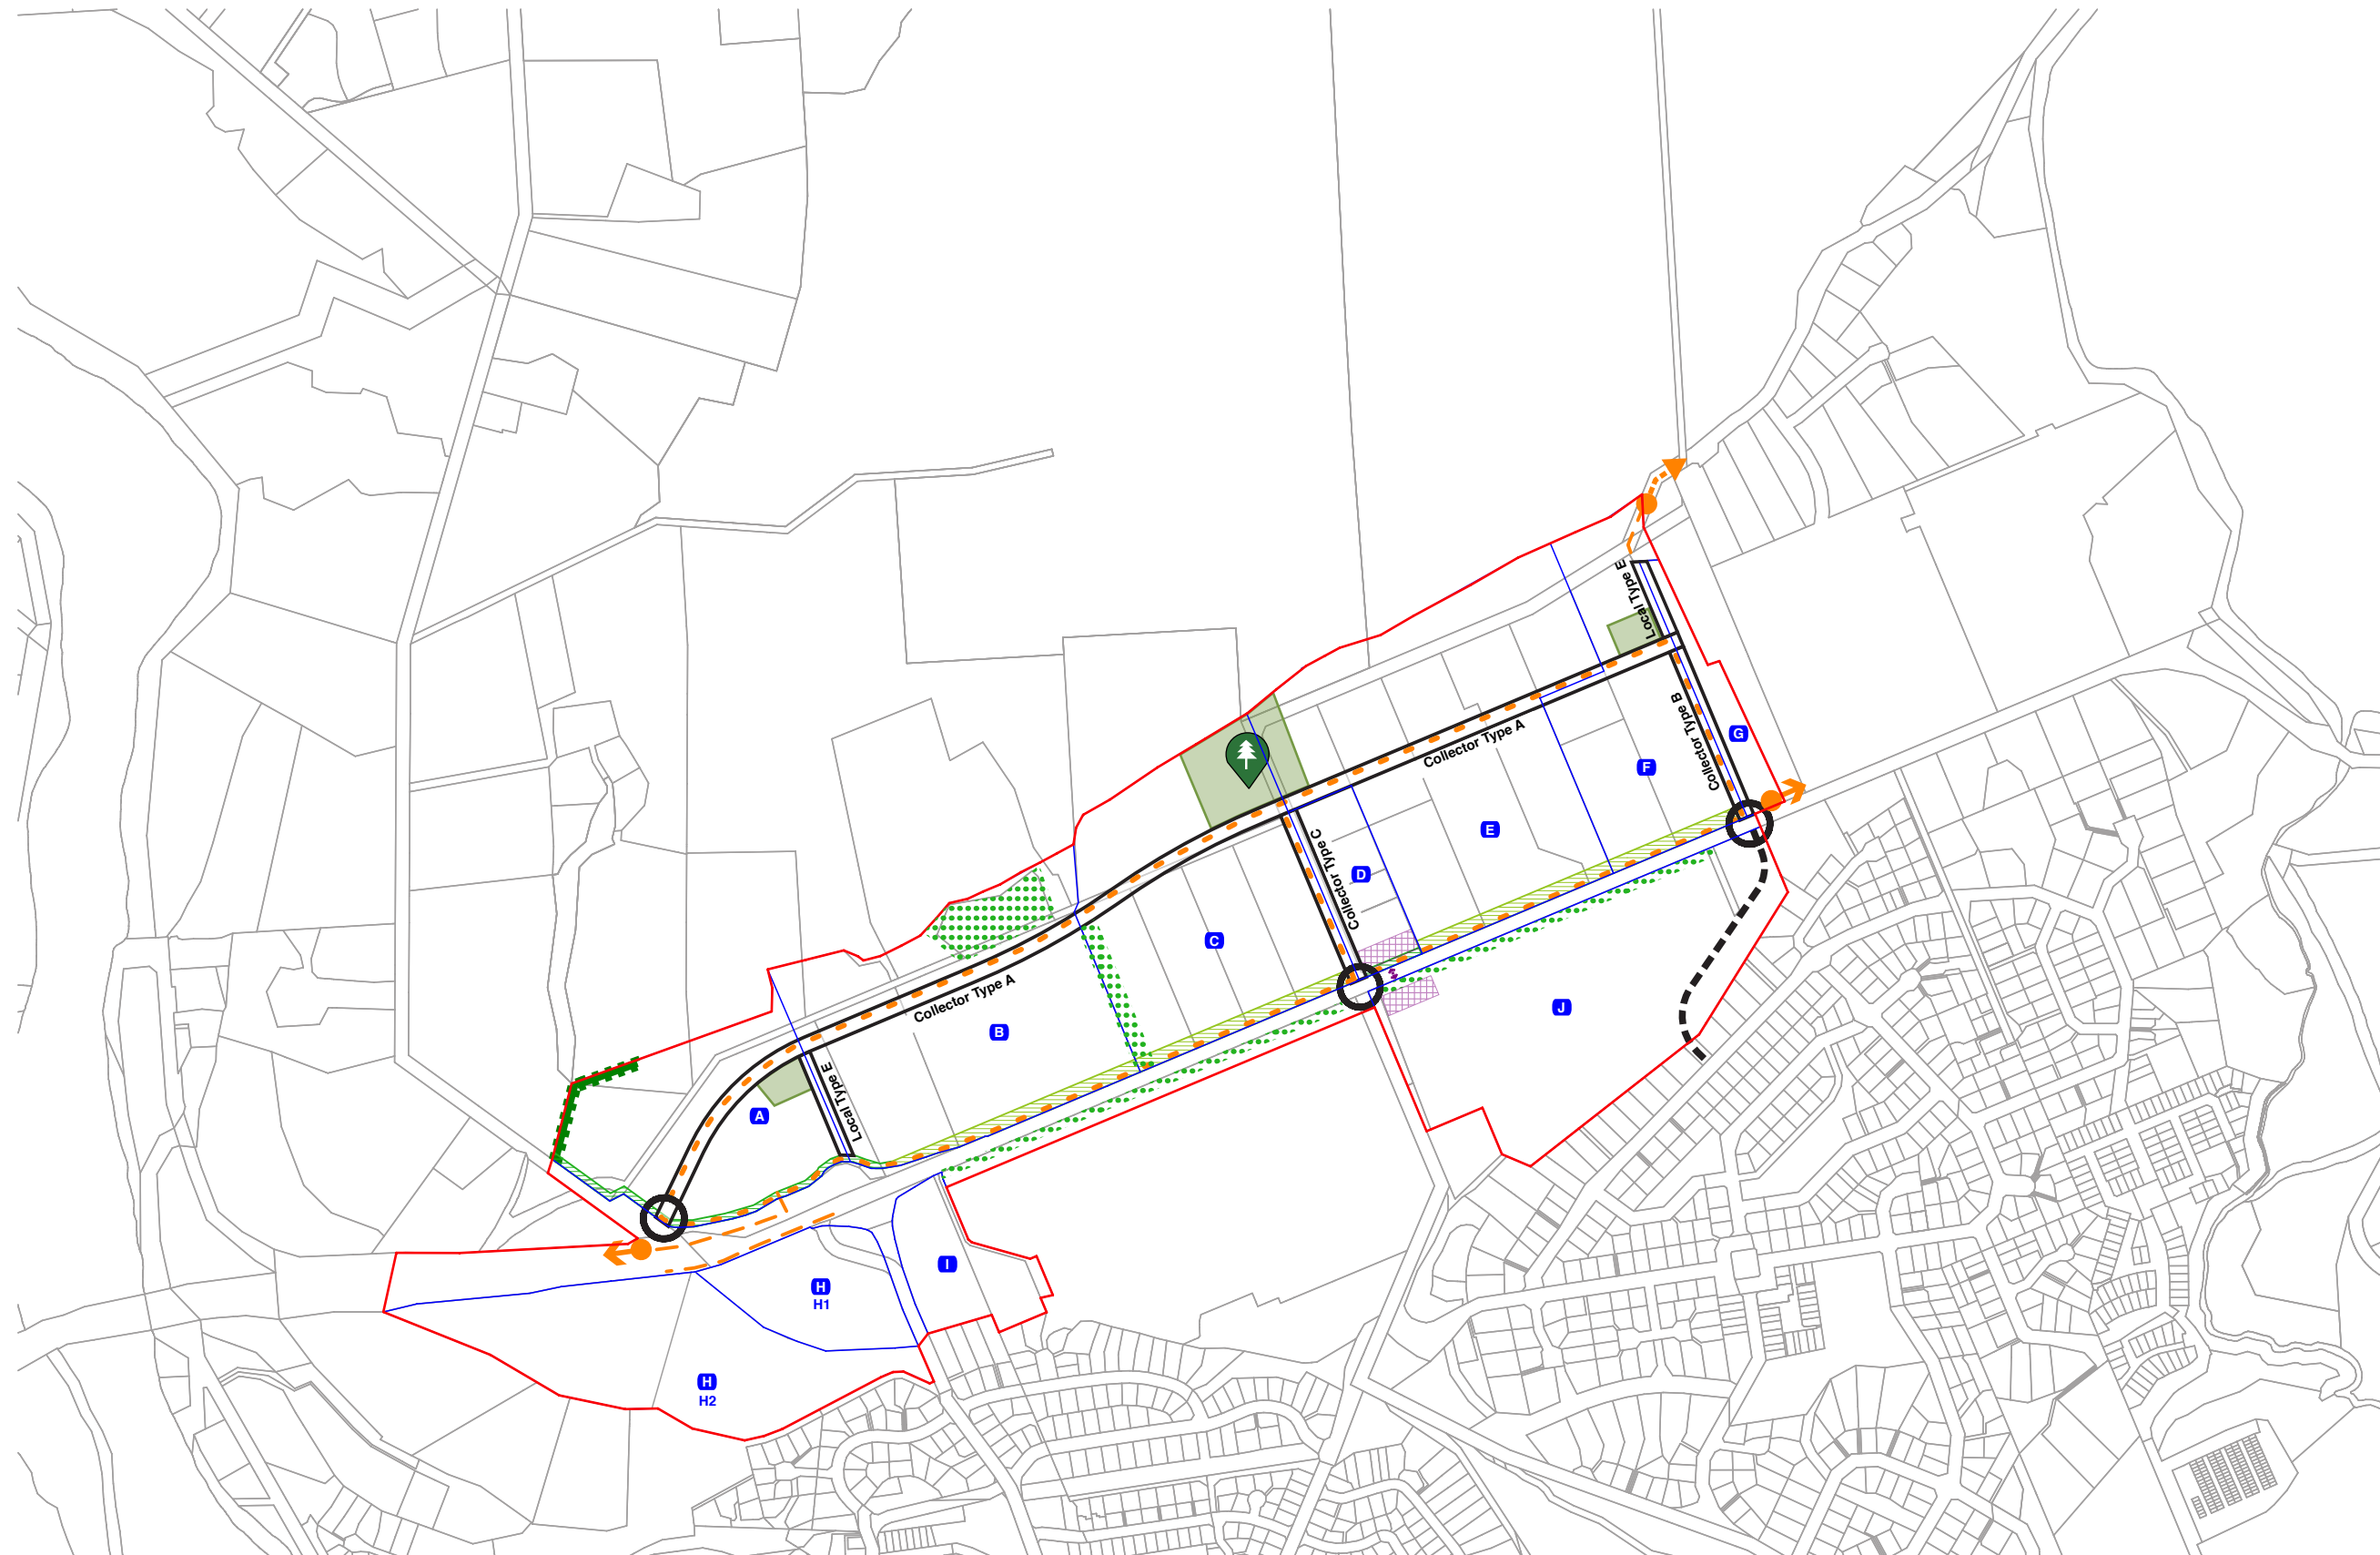 Local Type E
Collector Type B
G
Collector Type A
F
E
Collector Type C
D
C
Collector Type A
B
J
Local Type E
A
I
H
H1
H
H2